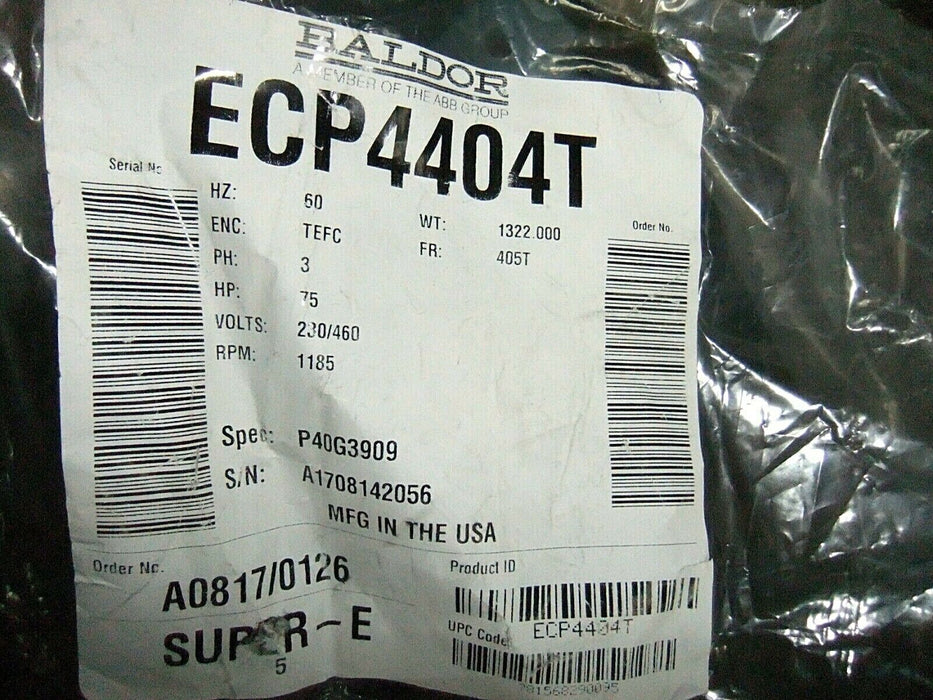 BALDOR
A MEMBER OF THE ABB GROUP
ECP4404T
Serial No.
HZ: 60
ENC: TEFC
PH: 3
HP: 75
VOLTS: 230/460
RPM: 1185
WT: 1322.000
FR: 405T
Order No.
Spec: P40G3909
S/N: A1708142056
MFG IN THE USA
Order No.
A0817/0126
SUPER-E
5
Product ID
ECP4404T
UPC Code
781568290095